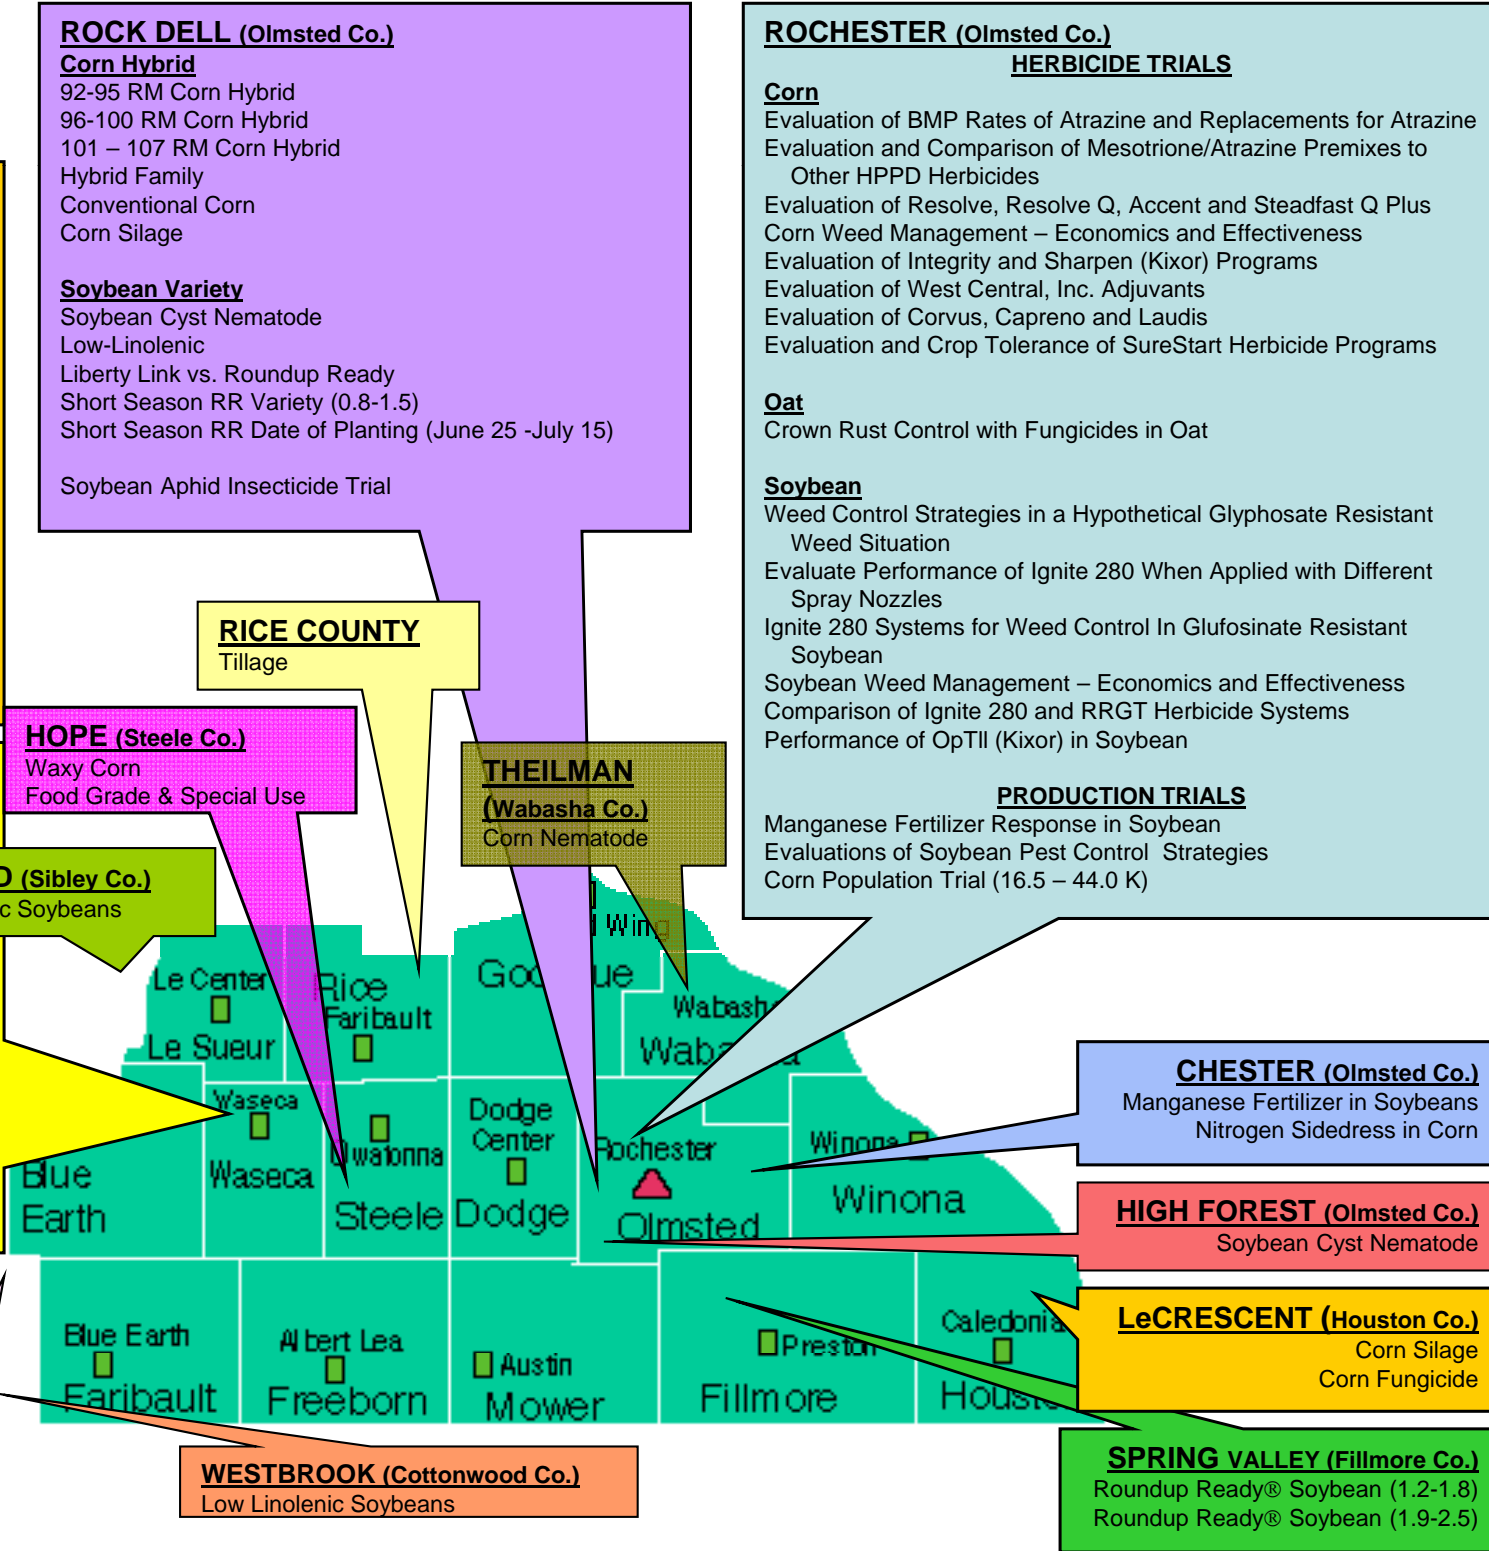 ROCK DELL (Olmsted Co.)
Corn Hybrid
92-95 RM Corn Hybrid
96-100 RM Corn Hybrid
101 – 107 RM Corn Hybrid
Hybrid Family
Conventional Corn
Corn Silage
Soybean Variety
Soybean Cyst Nematode
Low-Linolenic
Liberty Link vs. Roundup Ready
Short Season RR Variety (0.8-1.5)
Short Season RR Date of Planting (June 25 -July 15)
Soybean Aphid Insecticide Trial
ROCHESTER (Olmsted Co.)
HERBICIDE TRIALS
Corn
Evaluation of BMP Rates of Atrazine and Replacements for Atrazine
Evaluation and Comparison of Mesotrione/Atrazine Premixes to
Other HPPD Herbicides
Evaluation of Resolve, Resolve Q, Accent and Steadfast Q Plus
Corn Weed Management – Economics and Effectiveness
Evaluation of Integrity and Sharpen (Kixor) Programs
Evaluation of West Central, Inc. Adjuvants
Evaluation of Corvus, Capreno and Laudis
Evaluation and Crop Tolerance of SureStart Herbicide Programs
Oat
Crown Rust Control with Fungicides in Oat
Soybean
Weed Control Strategies in a Hypothetical Glyphosate Resistant
Weed Situation
Evaluate Performance of Ignite 280 When Applied with Different
Spray Nozzles
Ignite 280 Systems for Weed Control In Glufosinate Resistant
Soybean
Soybean Weed Management – Economics and Effectiveness
Comparison of Ignite 280 and RRGT Herbicide Systems
Performance of OpTIl (Kixor) in Soybean
PRODUCTION TRIALS
Manganese Fertilizer Response in Soybean
Evaluations of Soybean Pest Control  Strategies
Corn Population Trial (16.5 – 44.0 K)
RICE COUNTY
Tillage
HOPE (Steele Co.)
Waxy Corn
Food Grade & Special Use
THEILMAN
(Wabasha Co.)
Corn Nematode
D (Sibley Co.)
c Soybeans
Wing
Le Center
Le Sueur
Rice
Faribault
Goo ue
Wabash
Wab a
Waseca
Waseca
Owatonna
Steele
Dodge
Center
Dodge
Rochester
Olmsted
Winona
Winona
Blue
Earth
CHESTER (Olmsted Co.)
Manganese Fertilizer in Soybeans
Nitrogen Sidedress in Corn
HIGH FOREST (Olmsted Co.)
Soybean Cyst Nematode
LeCRESCENT (Houston Co.)
Corn Silage
Corn Fungicide
Blue Earth
Faribault
Albert Lea
Freeborn
Austin
Mower
Preston
Fillmore
Caledonia
Houst
WESTBROOK (Cottonwood Co.)
Low Linolenic Soybeans
SPRING VALLEY (Fillmore Co.)
Roundup Ready® Soybean (1.2-1.8)
Roundup Ready® Soybean (1.9-2.5)